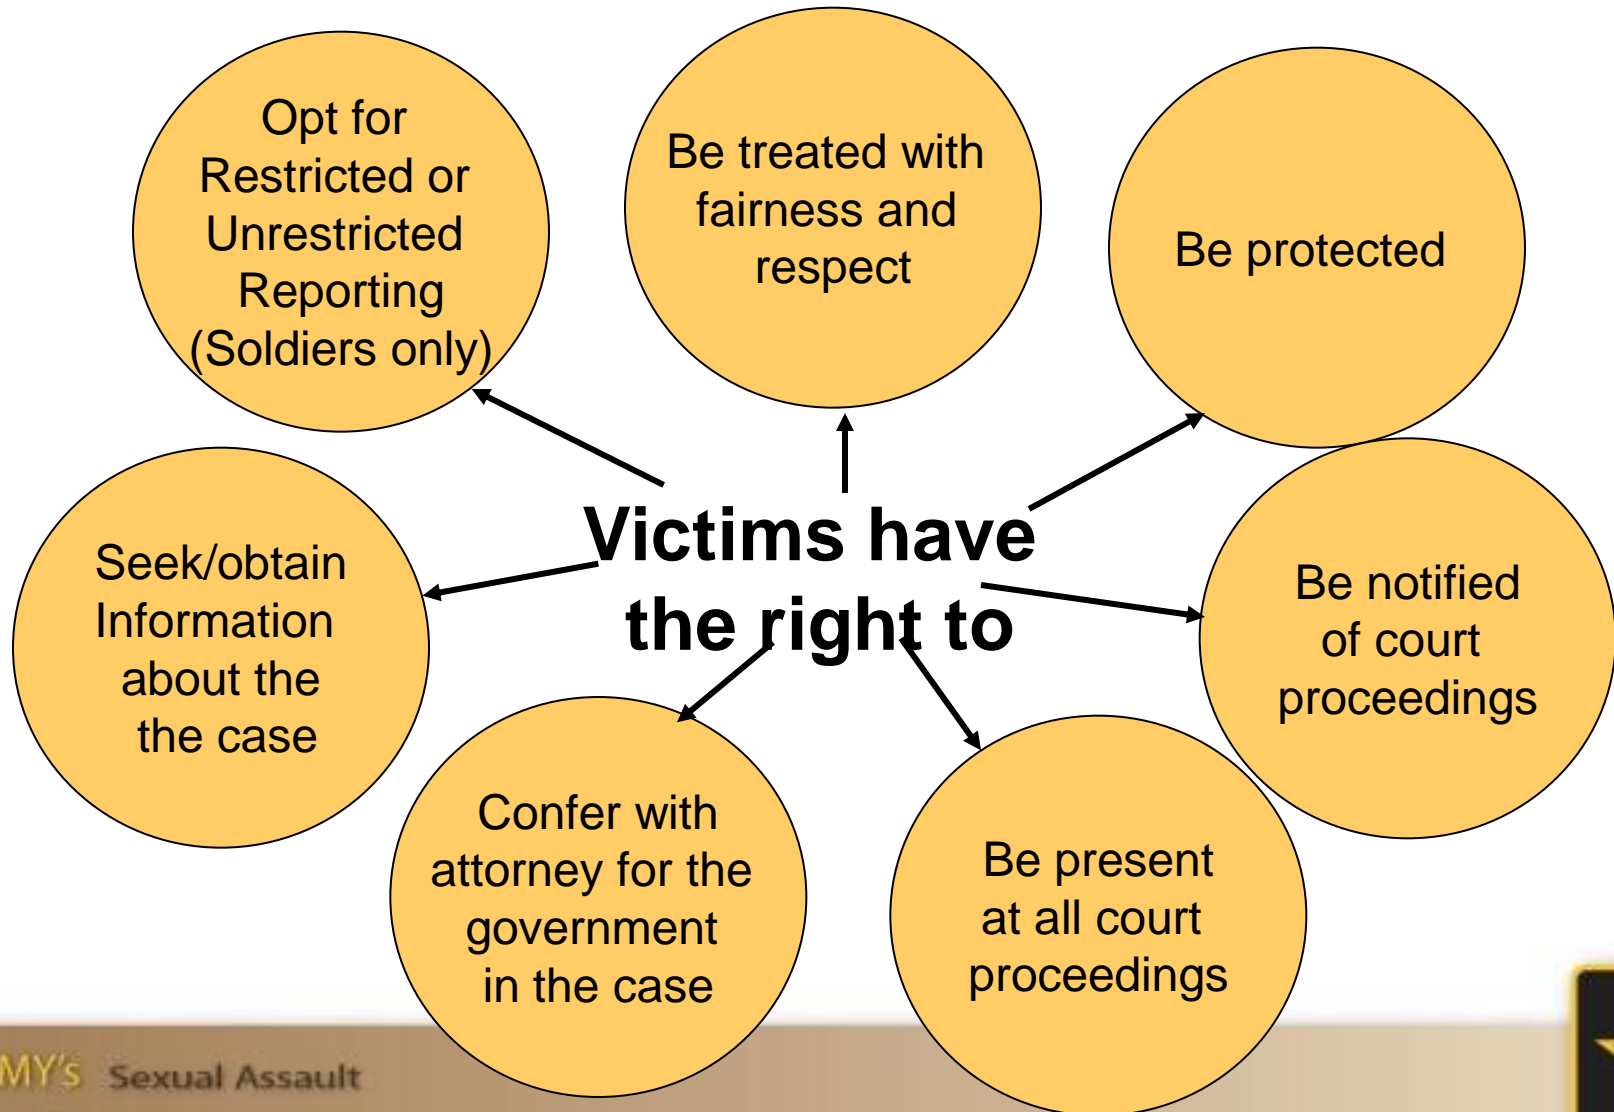 Opt for
Restricted or
Unrestricted
Reporting
(Soldiers only)
Be treated with
fairness and
respect
Be protected
Victims have
the right to
Seek/obtain
Information
about the
the case
Be notified
of court
proceedings
Confer with
attorney for the
government
in the case
Be present
at all court
proceedings
MY's Sexual Assault